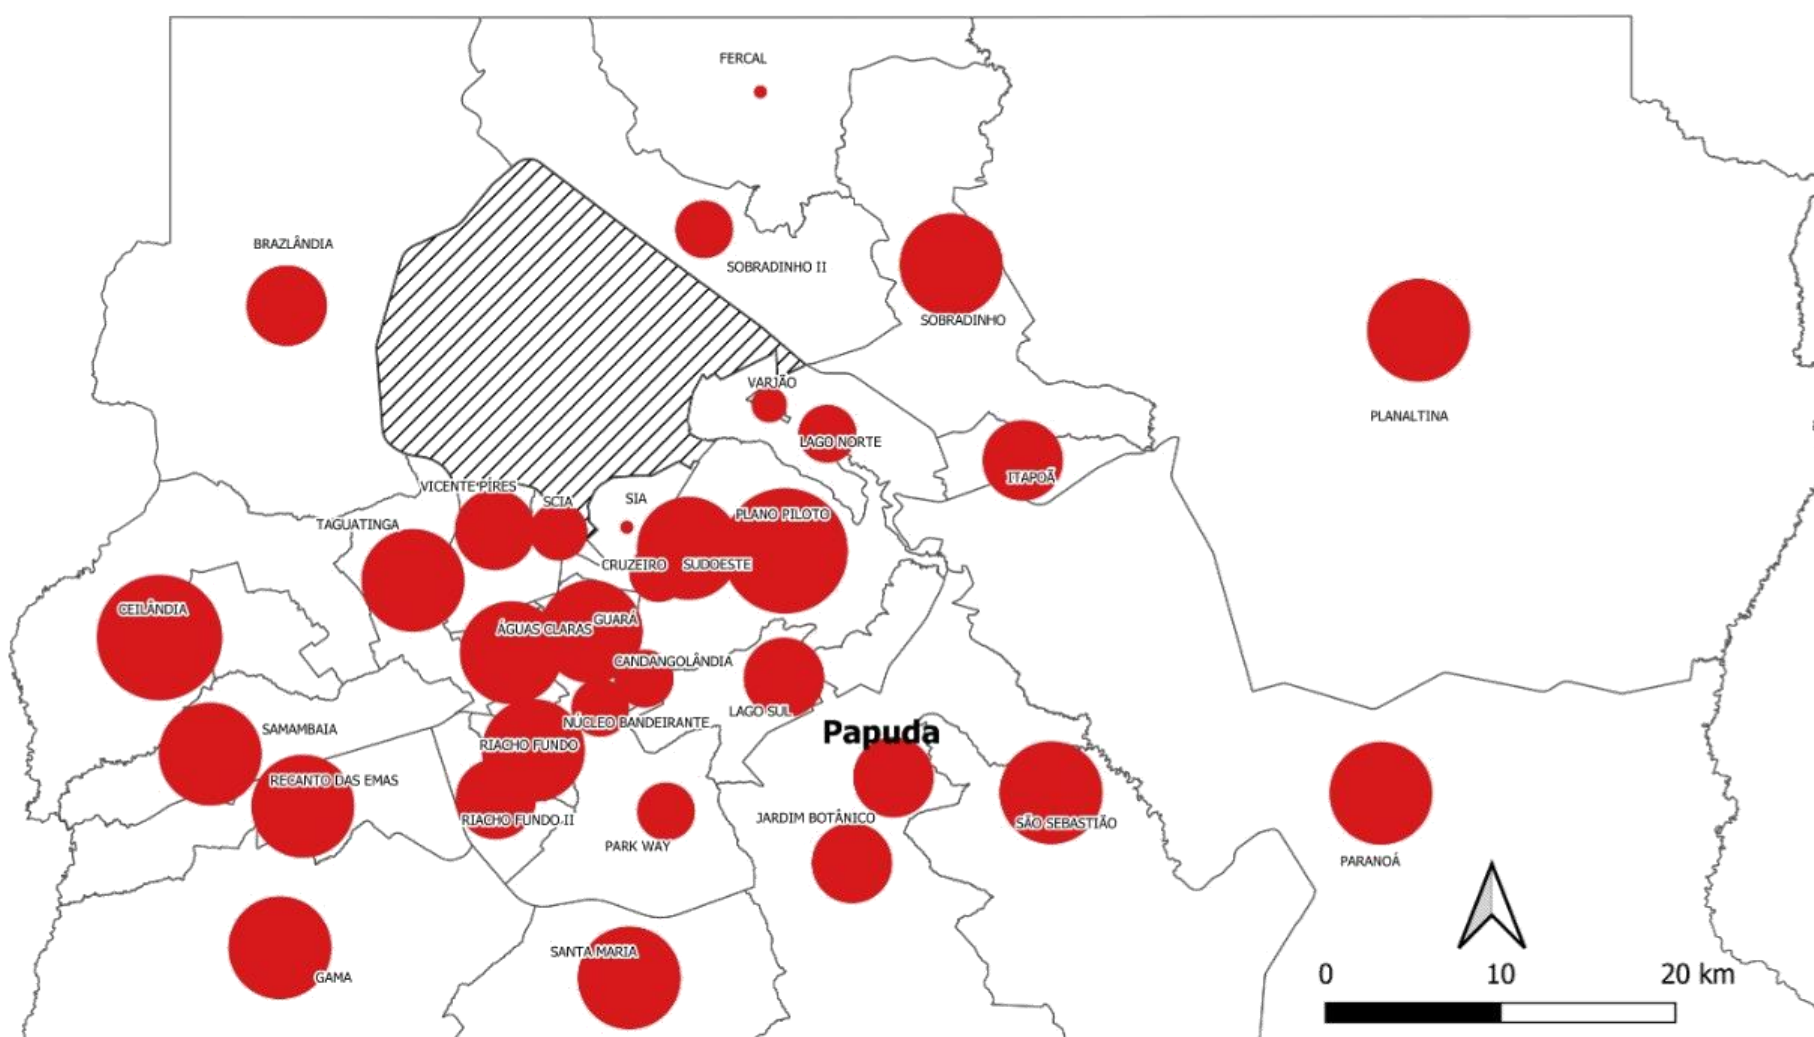 FERCAL
BRAZLÂNDIA
SOBRADINHO II
SOBRADINHO
VARJÃO
PLANALTINA
LAGO NORTE
ITAPOÃ
VICENTE PIRES
SCIA
SIA
TAGUATINGA
PLANO PILOTO
CRUZEIRO
SUDOESTE
CEILÂNDIA
ÁGUAS CLARAS
GUARÁ
CANDANGOLÂNDIA
LAGO SUL
NÚCLEO BANDEIRANTE
SAMAMBAIA
Papuda
RIACHO FUNDO
RECANTO DAS EMAS
RIACHO FUNDO II
JARDIM BOTÂNICO
SÃO SEBASTIÃO
PARK WAY
PARANOÁ
SANTA MARIA
GAMA
0 10 20 km